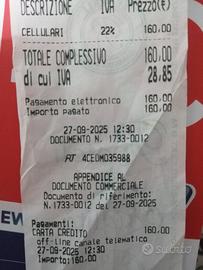 DESCRIZIONE IVA Prezzo(€)
CELLULARI 22% 160,00
TOTALE COMPLESSIVO 160,00
di cui IVA 28,85
Pagamento elettronico 160,00
Importo pagato 160,00
27-09-2025 12:30
DOCUMENTO N. 1733-0012
RT 4CEDM035988
APPENDICE AL
DOCUMENTO COMMERCIALE
Documento di riferimento:
N.1733-0012 del 27-09-2025
Pagamenti:
CARTA CREDITO 160,00
off-line canale telematico
27-09-2025 12:30
Importo:160,00
Subito